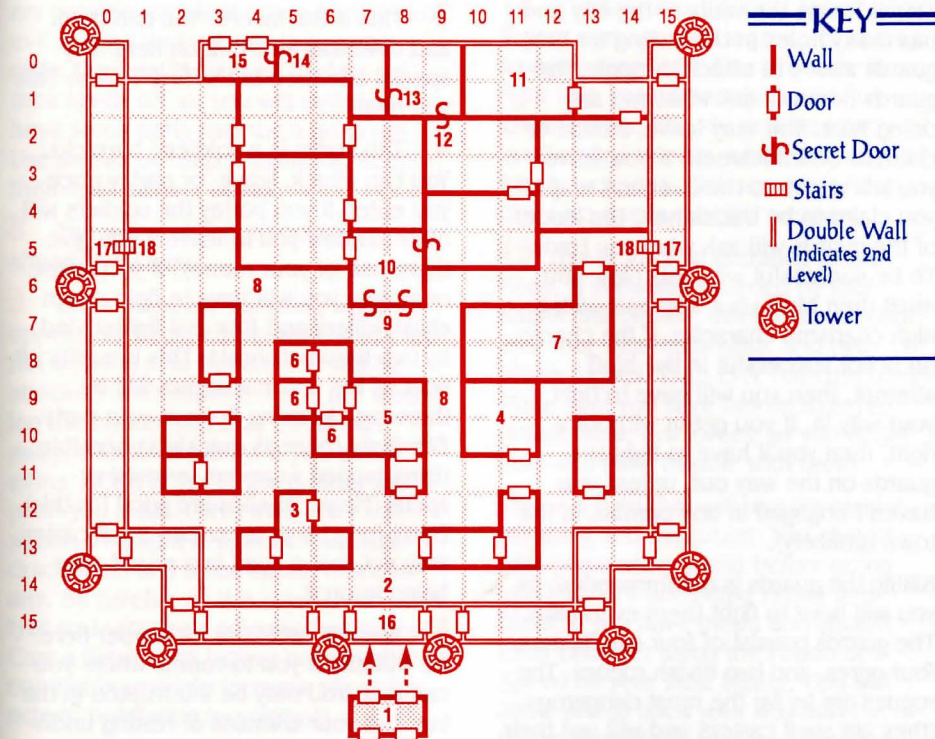 0 1 2 3 4 5 6 7 8 9 10 11 12 13 14 15
0
1
2
3
4
5
6
7
8
9
10
11
12
13
14
15
15 14 11
13
12
17 18 10 18 17
8
9
7
6
6 5 8 4
6
3
2
16
1
KEY
Wall
Door
Secret Door
Stairs
Double Wall
(Indicates 2nd
Level)
Tower